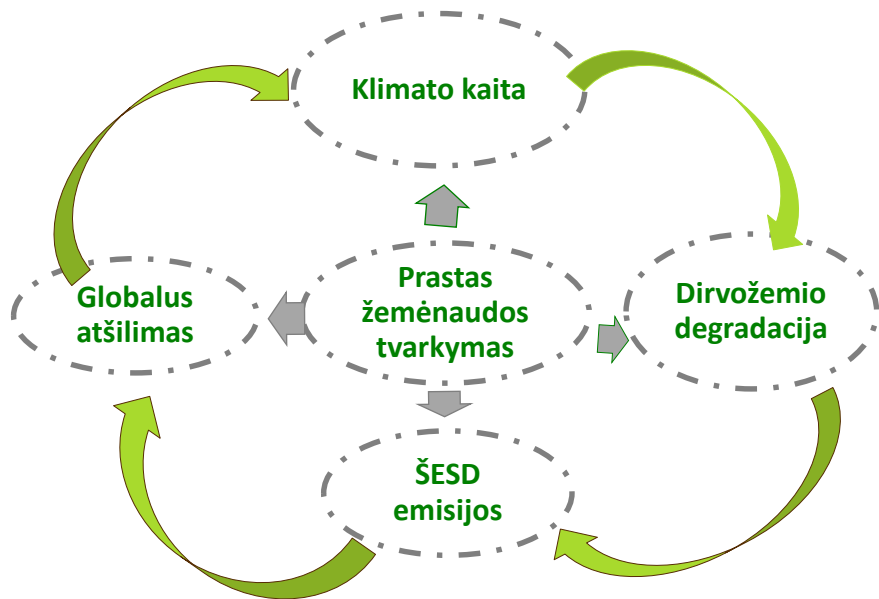 Klimato kaita
Globalus
atšilimas
Prastas
žemėnaudos
tvarkymas
Dirvožemio
degradacija
ŠESD
emisijos